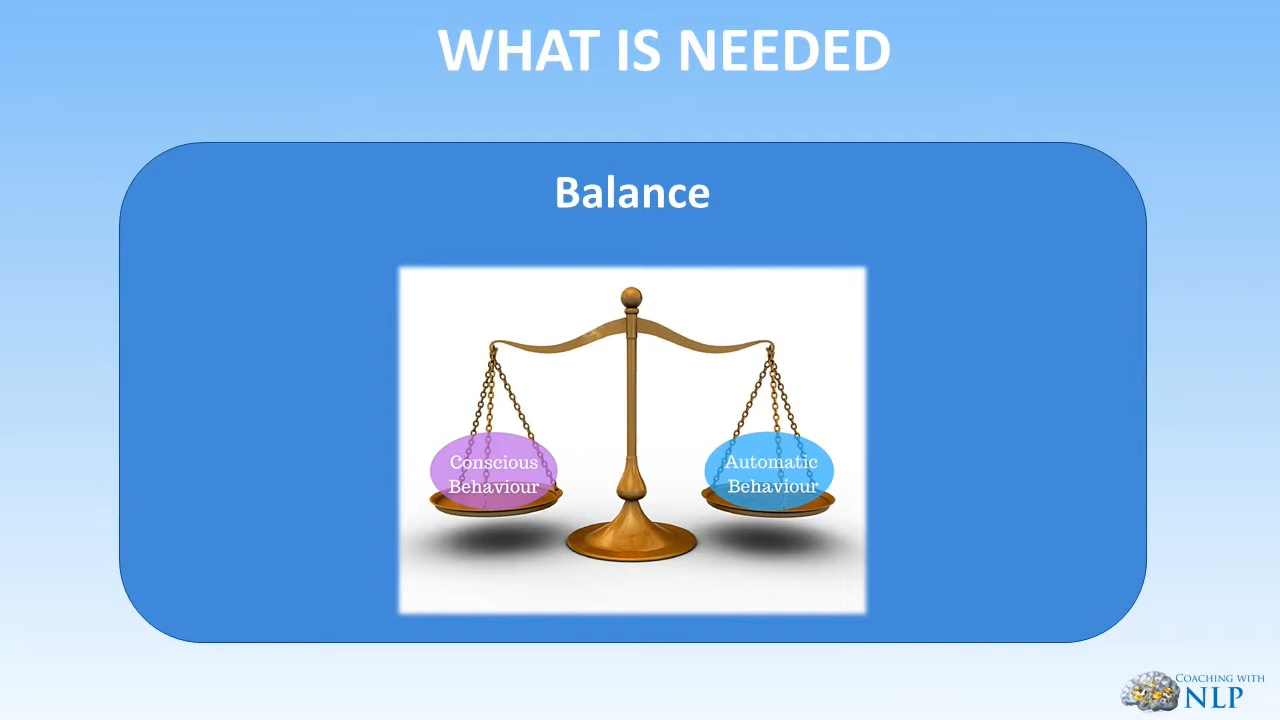 WHAT IS NEEDED
Balance
Conscious
Behaviour
Automatic
Behaviour
COACHING WITH
NLP